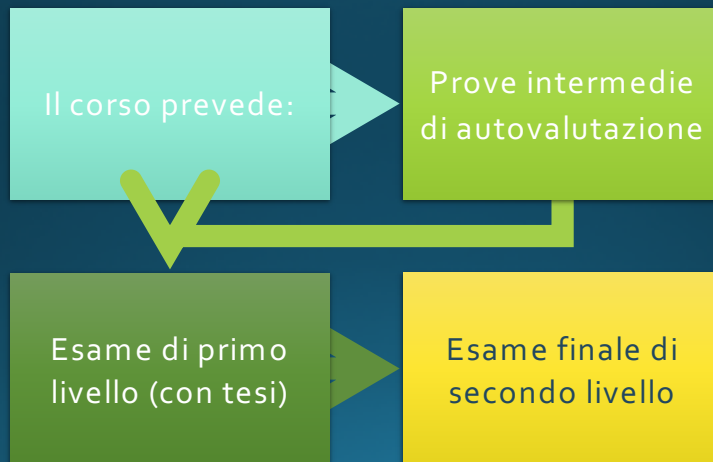 Il corso prevede:
Prove intermedie
di autovalutazione
Esame di primo
livello (con tesi)
Esame finale di
secondo livello